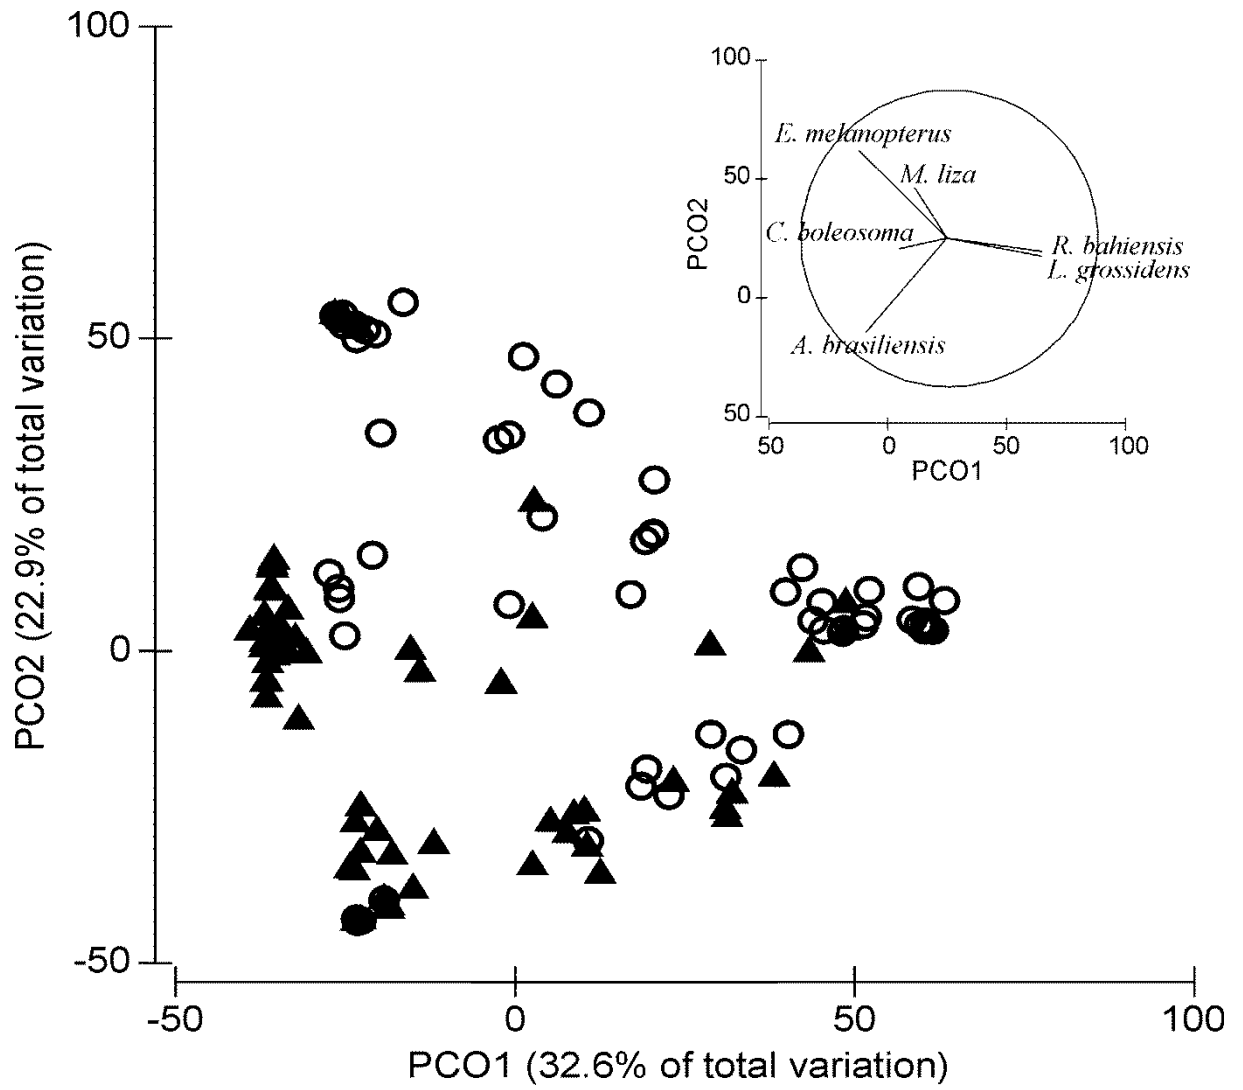 100
50
0
-50
PCO2 (22.9% of total variation)
-50
0
50
100
PCO1 (32.6% of total variation)
100
50
0
50
PCO2
E. melanopterus
M. liza
C. boleosoma
R. bahiensis
L. grossidens
A. brasiliensis
50
0
50
100
PCO1